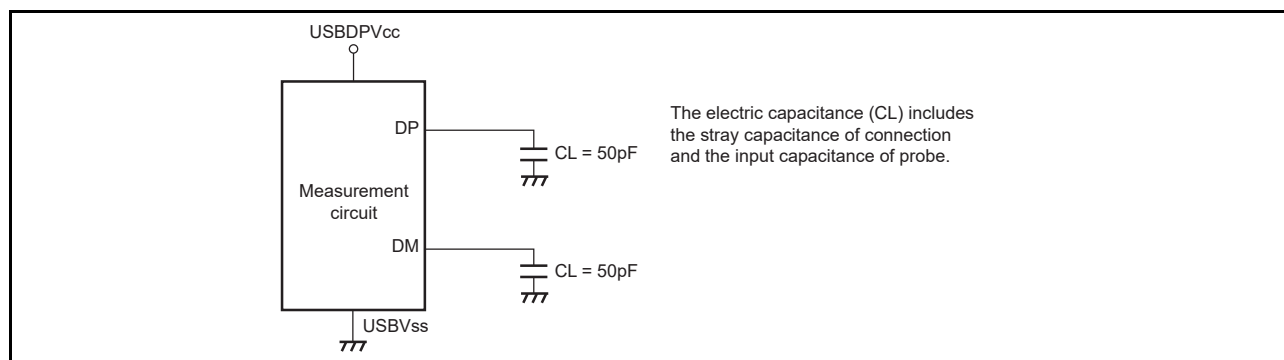 USBDPVcc
DP
The electric capacitance (CL) includes
the stray capacitance of connection
and the input capacitance of probe.
CL = 50pF
Measurement
circuit
DM
CL = 50pF
USBVss